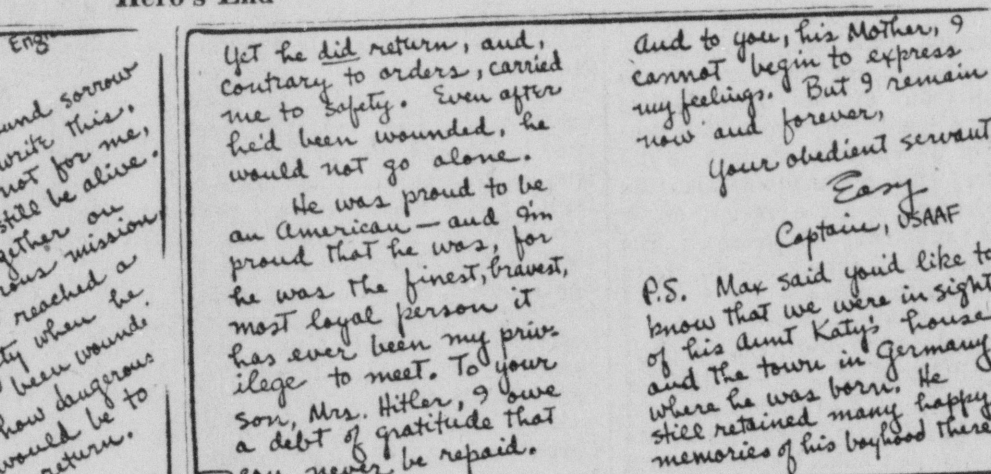 Hero's End
and sorrow
write this.
not for me,
still be alive.
gether on
rous mission
reached a
ty when he
been wounde
how dangerous
would be to
return.
Yet he did return, and,
contrary to orders, carried
me to safety. Even after
he'd been wounded, he
would not go alone.
He was proud to be
an American — and I'm
proud that he was, for
he was the finest, bravest,
most loyal person it
has ever been my priv-
ilege to meet. To your
son, Mrs. Hitler, I owe
a debt of gratitude that
can never be repaid.
And to you, his Mother, I
cannot begin to express
my feelings. But I remain
now and forever,
Your obedient servant
Easy
Captain, USAAF
P.S. Max said you'd like to
know that we were in sight
of his Aunt Katy's house
and the town in Germany
where he was born. He
still retained many happy
memories of his boyhood there